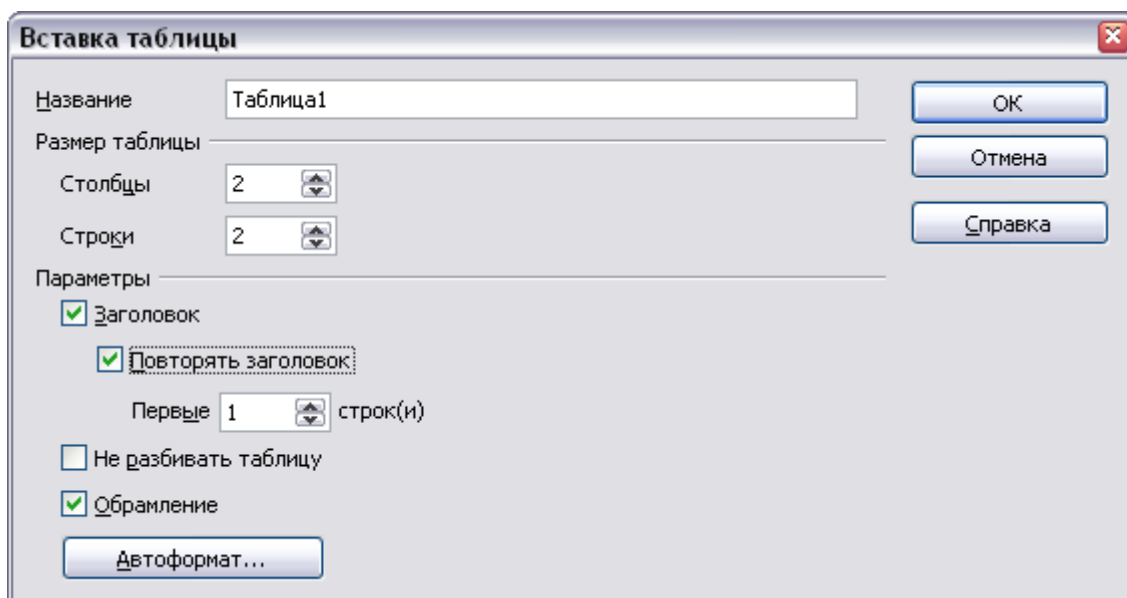 Вставка таблицы
Название Таблица1
ОК
Размер таблицы
Отмена
Столбцы 2
Строки 2
Справка
Параметры
Заголовок
Повторять заголовок
Первые 1 строк(и)
Не разбивать таблицу
Обрамление
Автоформат...